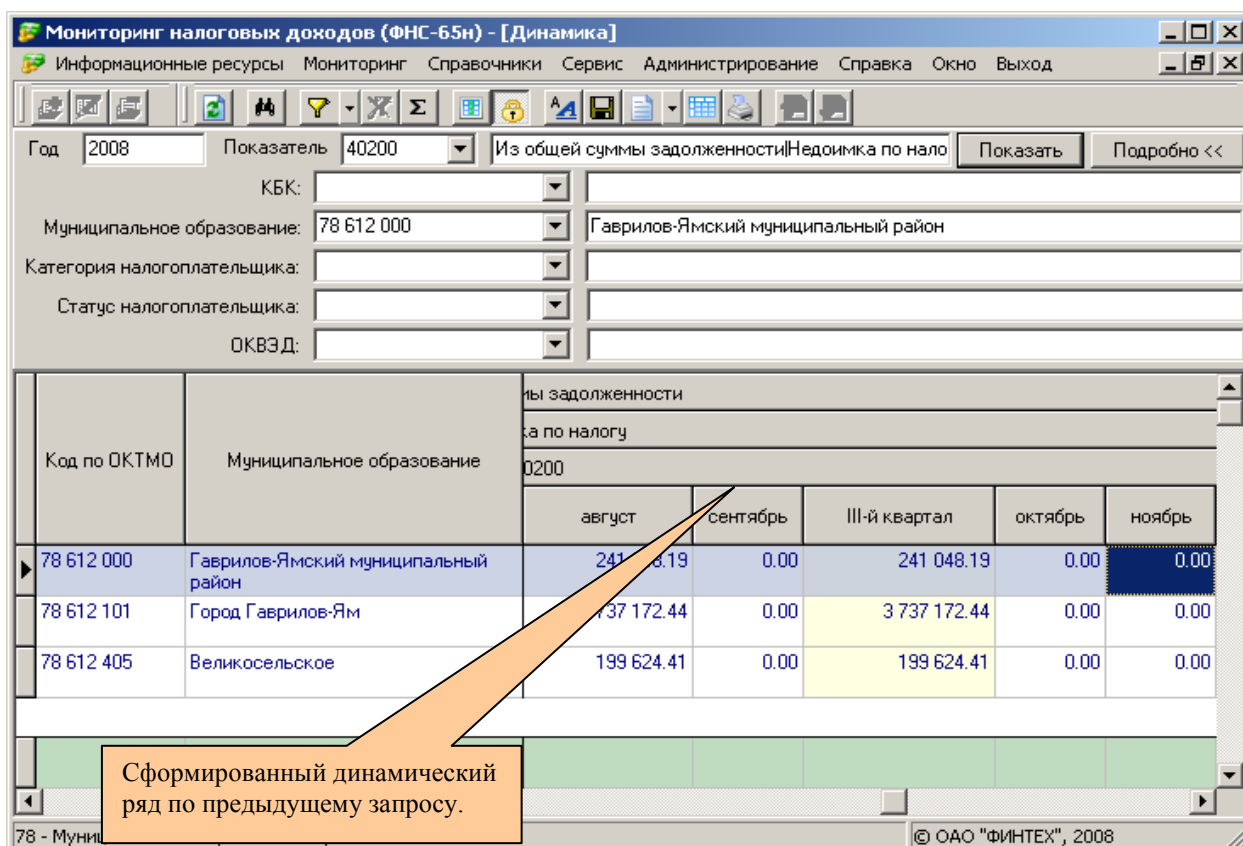 Мониторинг налоговых доходов (ФНС-65н) - [Динамика]
Информационные ресурсы Мониторинг Справочники Сервис Администрирование Справка Окно Выход
Год 2008 Показатель 40200 Из общей суммы задолженности|Недоимка по нало Показать Подробно <<
КБК:
Муниципальное образование: 78 612 000 Гаврилов-Ямский муниципальный район
Категория налогоплательщика:
Статус налогоплательщика:
ОКВЭД:
мы задолженности
ка по налогу
Код по ОКТМО Муниципальное образование 0200
август сентябрь III-й квартал октябрь ноябрь
78 612 000 Гаврилов-Ямский муниципальный район 241 8.19 0.00 241 048.19 0.00 0.00
78 612 101 Город Гаврилов-Ям 737 172.44 0.00 3 737 172.44 0.00 0.00
78 612 405 Великосельское 199 624.41 0.00 199 624.41 0.00 0.00
Сформированный динамический
ряд по предыдущему запросу.
78 - Муни © ОАО "ФИНТЕХ", 2008